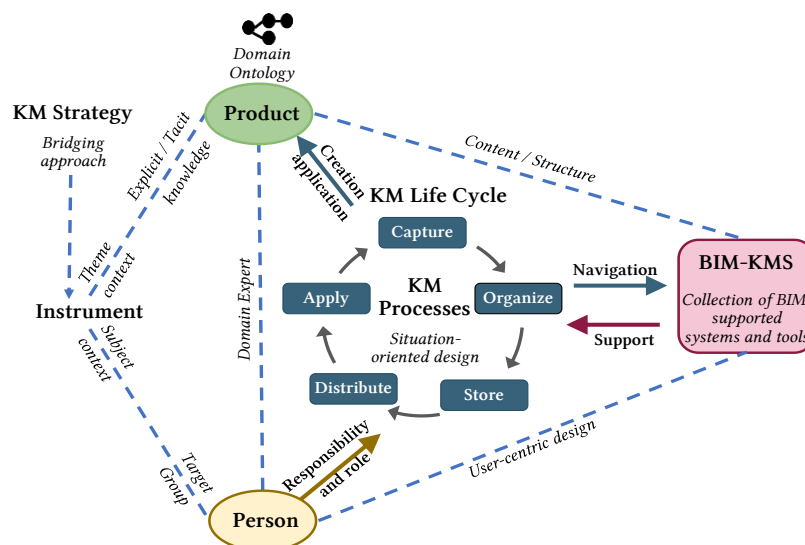 Domain
Ontology
Product
KM Strategy
Bridging
approach
Explicit / Tacit
knowledge
Theme
context
Instrument
Subject
context
Target
Group
Person
Domain Expert
Creation
application
KM Life Cycle
Capture
Organize
Store
Distribute
Apply
KM
Processes
Situation-
oriented design
Responsibility
and role
Content / Structure
Navigation
Support
BIM-KMS
Collection of BIM-
supported
systems and tools
User-centric design